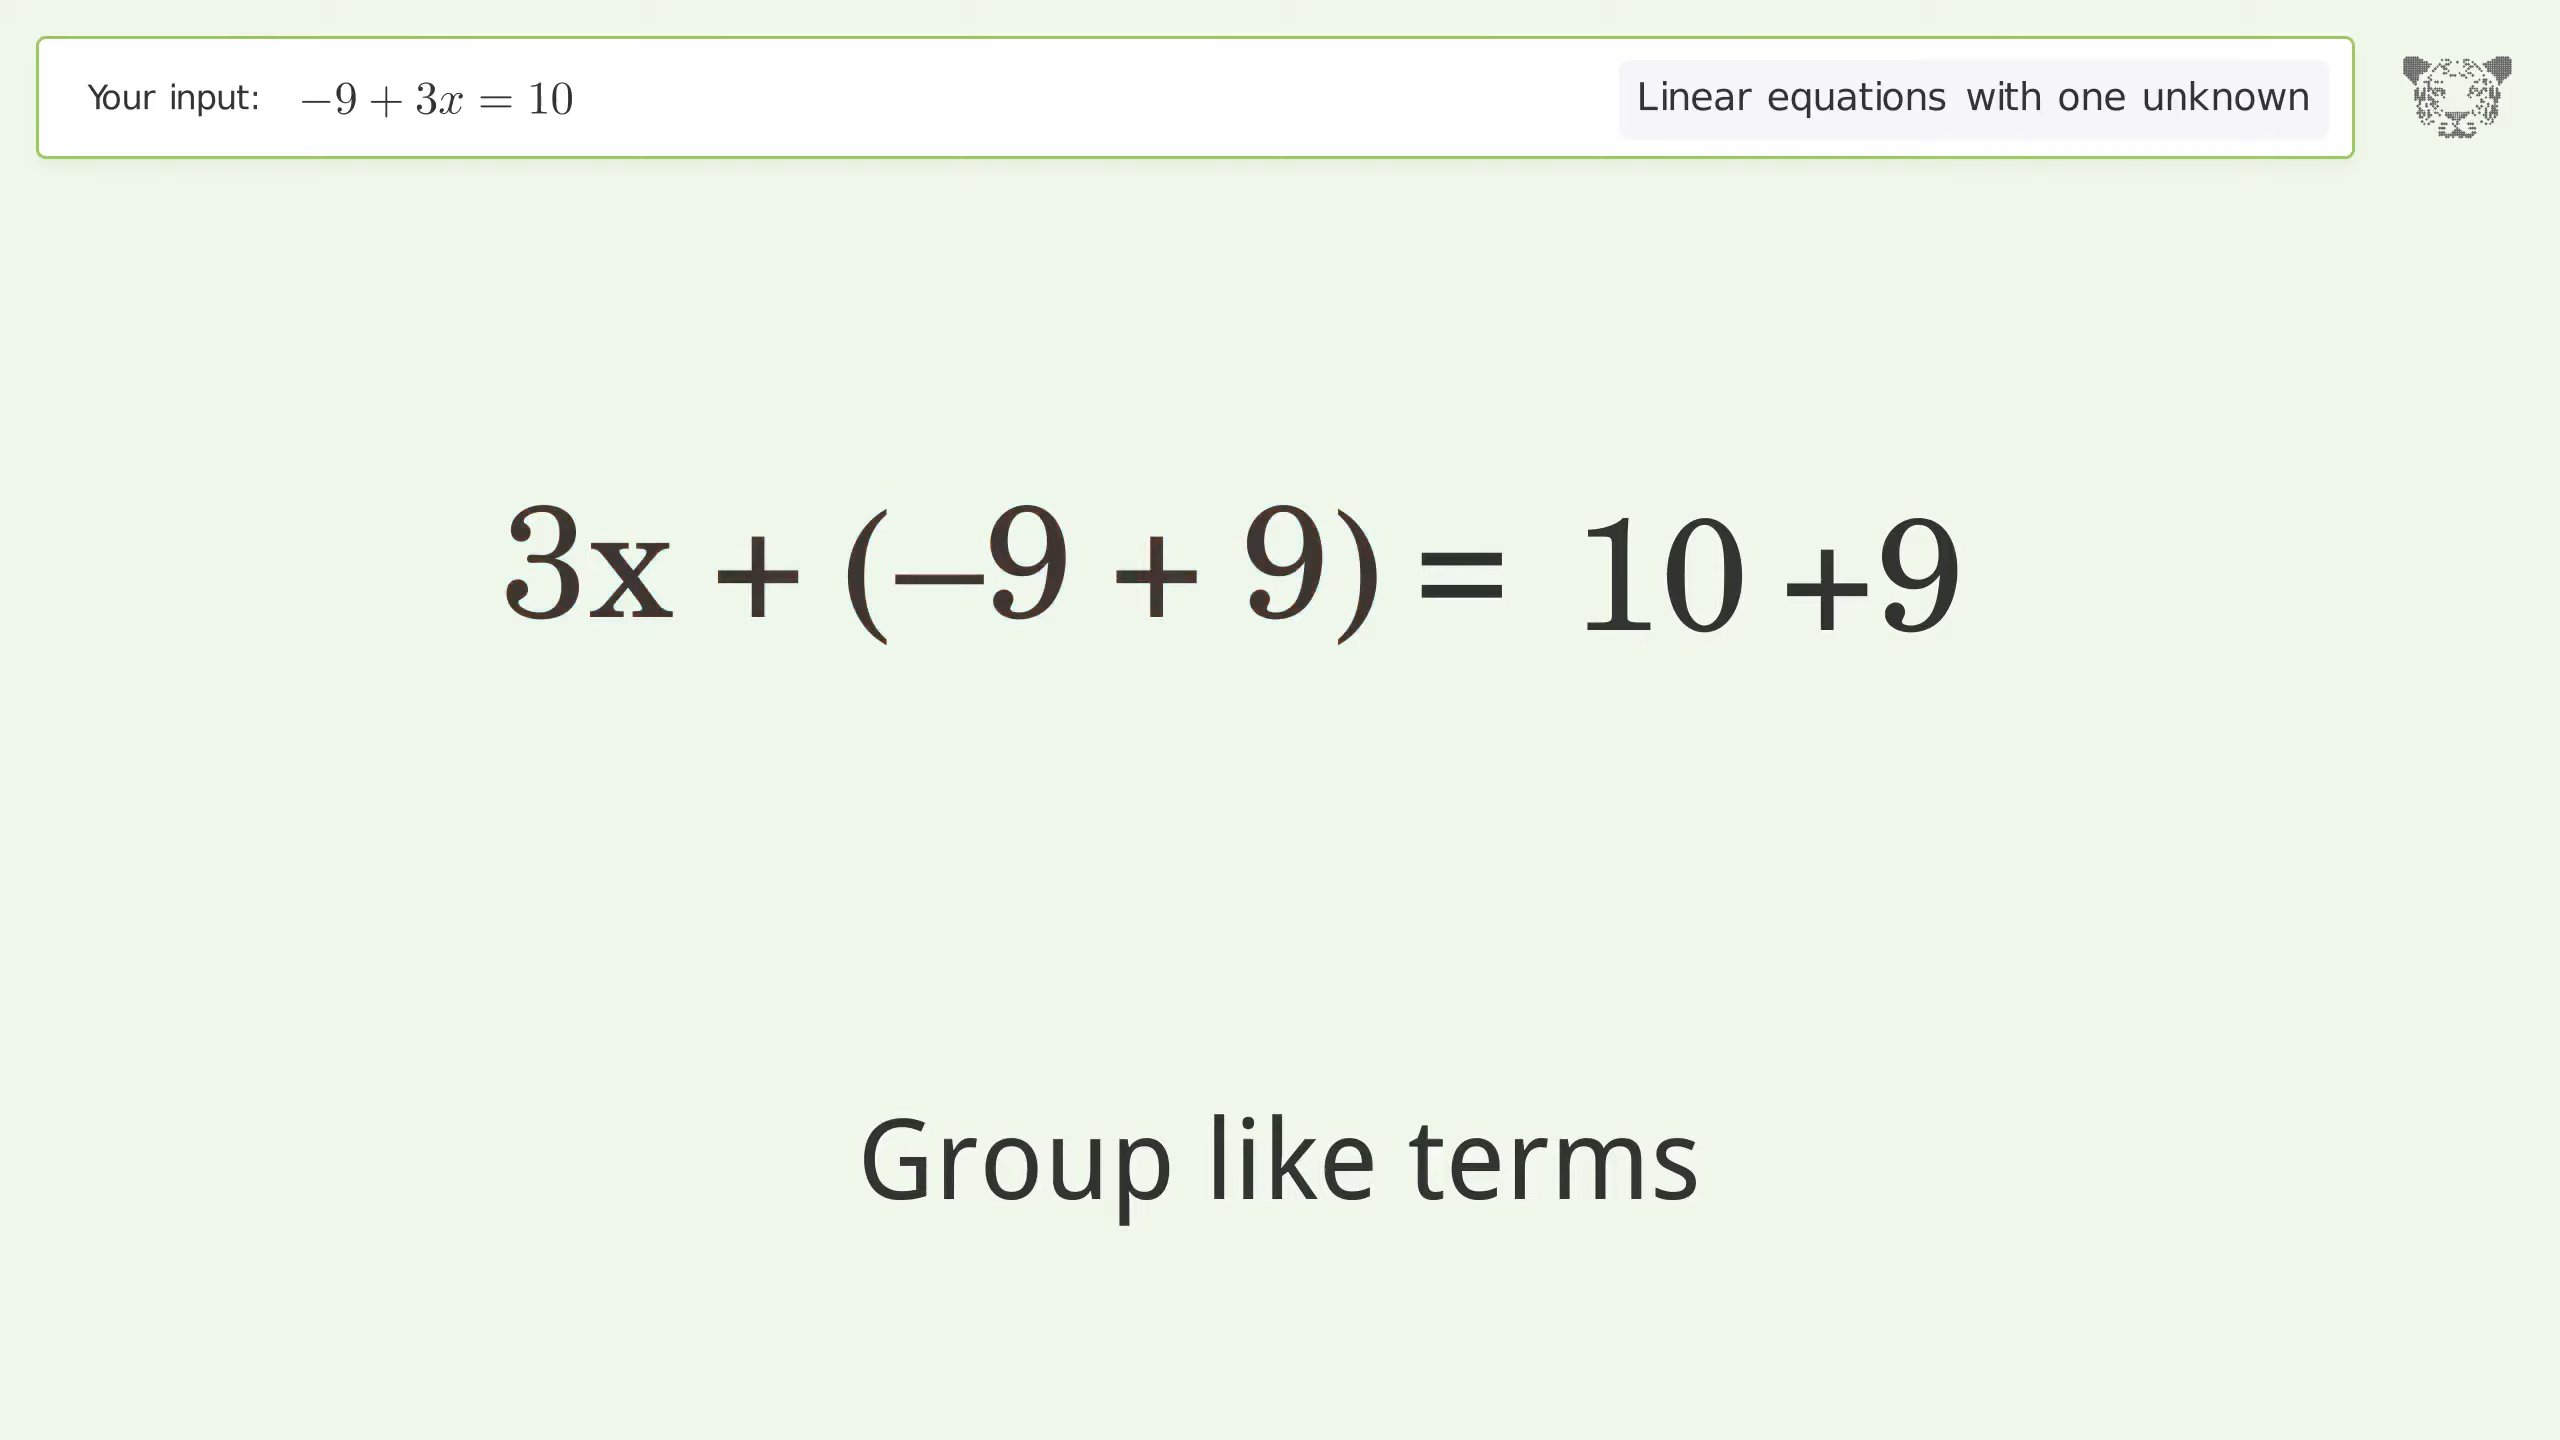 Your input: −9 + 3x = 10
Linear equations with one unknown
3x + (−9 + 9) = 10 +9
Group like terms